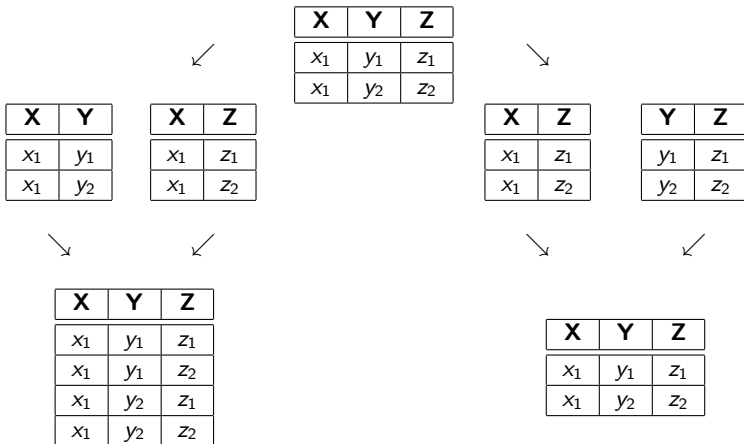 X Y Z
x₁ y₁ z₁
x₁ y₂ z₂
X Y
x₁ y₁
x₁ y₂
X Z
x₁ z₁
x₁ z₂
X Z
x₁ z₁
x₁ z₂
Y Z
y₁ z₁
y₂ z₂
X Y Z
x₁ y₁ z₁
x₁ y₁ z₂
x₁ y₂ z₁
x₁ y₂ z₂
X Y Z
x₁ y₁ z₁
x₁ y₂ z₂